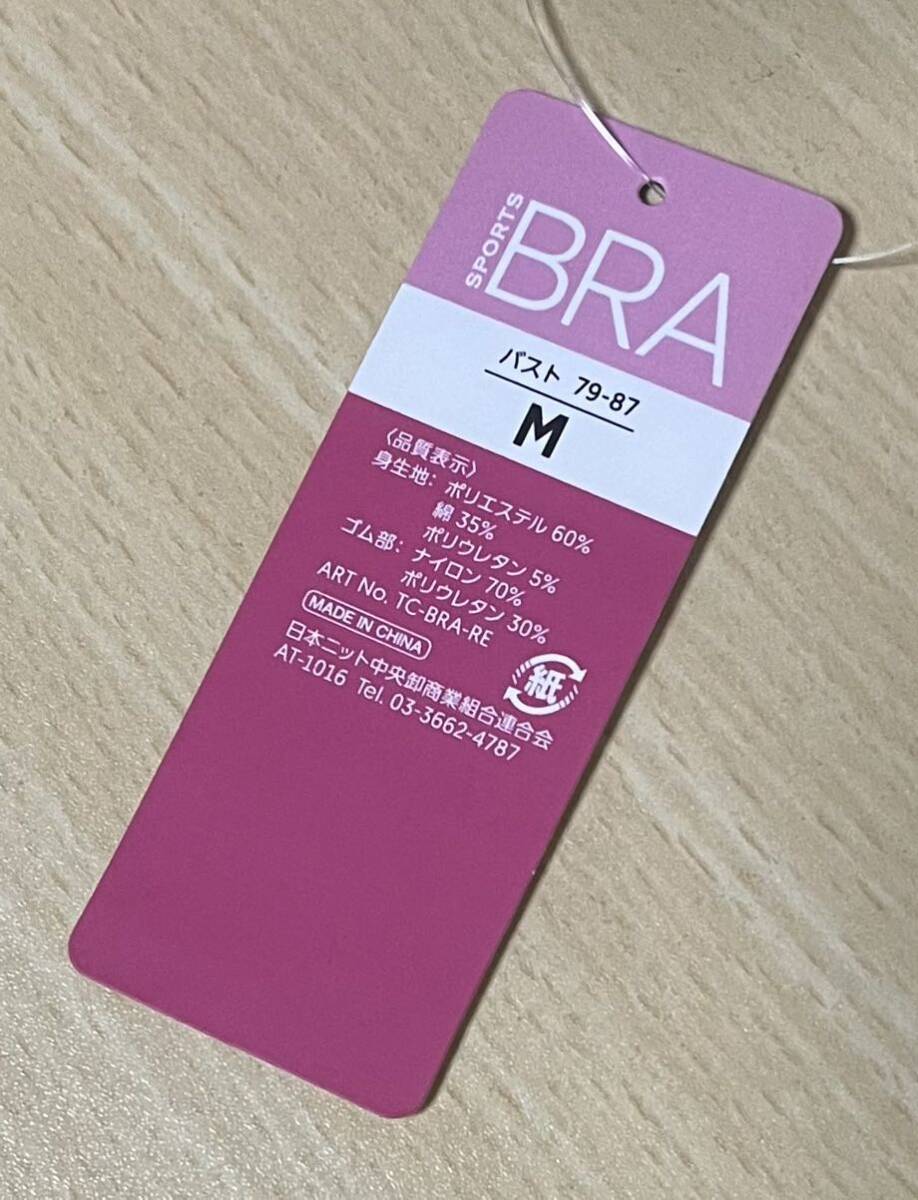 SPORTS
BRA
バスト 79-87
M
〈品質表示〉
身生地: ポリエステル 60%
綿 35%
ポリウレタン 5%
ゴム部: ナイロン 70%
ポリウレタン 30%
ART No. TC-BRA-RE
MADE IN CHINA
紙
日本ニット中央卸商業組合連合会
AT-1016 Tel. 03-3662-4787